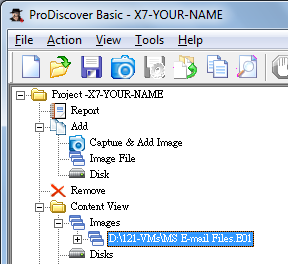 ProDiscover Basic - X7-YOUR-NAME
File Action View Tools Help
Project -X7-YOUR-NAME
Report
Add
Capture & Add Image
Image File
Disk
Remove
Content View
Images
D:\121-VMs\MS E-mail Files.E01
Disks